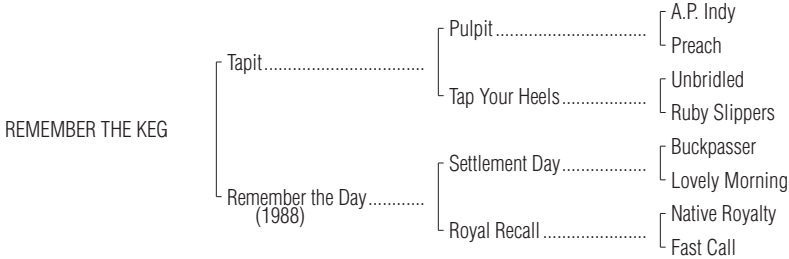 A.P. Indy
Pulpit
Preach
Tapit
Unbridled
Tap Your Heels
Ruby Slippers
REMEMBER THE KEG
Buckpasser
Settlement Day
Lovely Morning
Remember the Day
(1988)
Native Royalty
Royal Recall
Fast Call